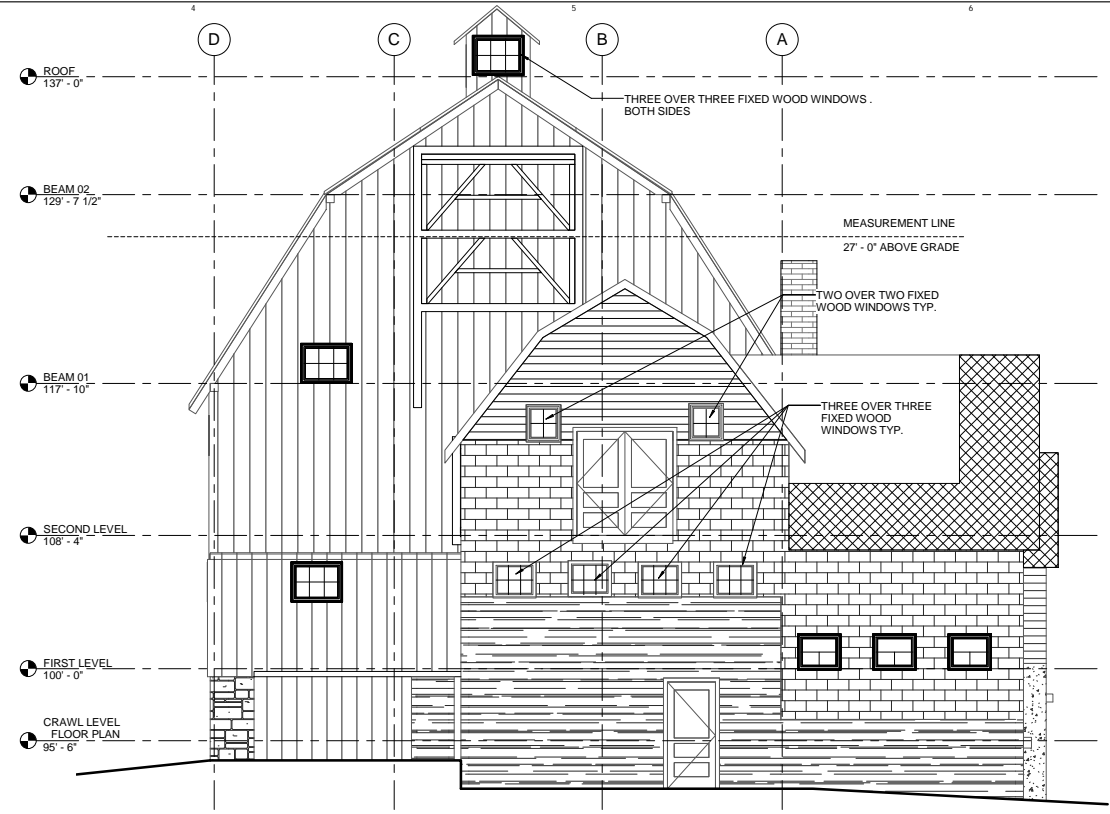 4 5 6
D C B A
ROOF
137' - 0"
THREE OVER THREE FIXED WOOD WINDOWS .
BOTH SIDES
BEAM 02
129' - 7 1/2"
MEASUREMENT LINE
27' - 0" ABOVE GRADE
TWO OVER TWO FIXED
WOOD WINDOWS TYP.
BEAM 01
117' - 10"
THREE OVER THREE
FIXED WOOD
WINDOWS TYP.
SECOND LEVEL
108' - 4"
FIRST LEVEL
100' - 0"
CRAWL LEVEL
FLOOR PLAN
95' - 6"